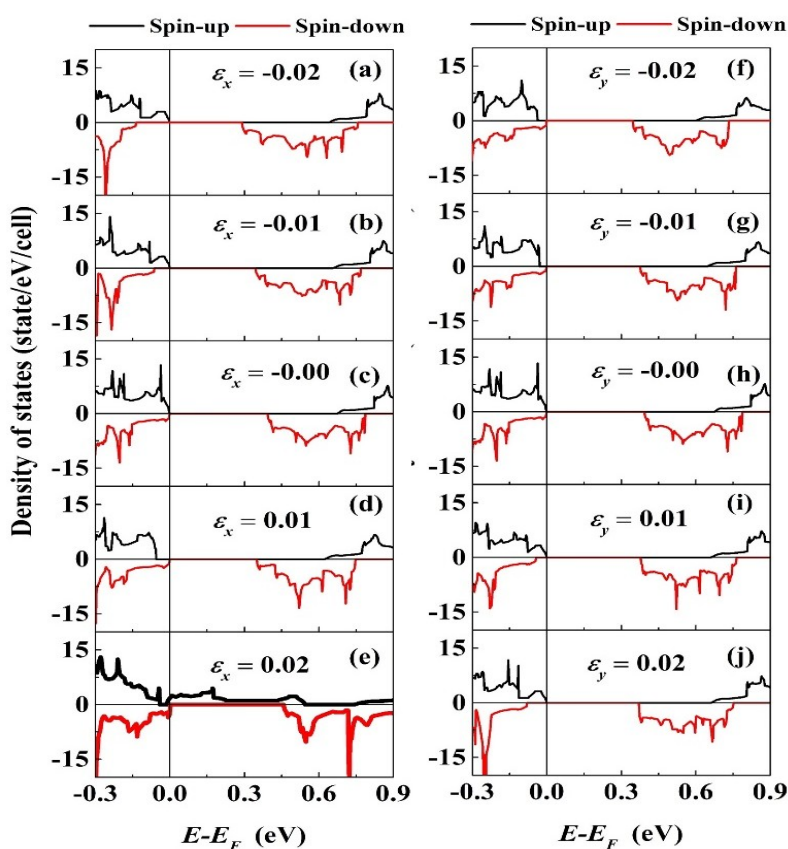 Spin-up Spin-down
Spin-up Spin-down
Density of states (state/eV/cell)
15
0
-15
εx = -0.02 (a)
15
0
-15
εx = -0.01 (b)
15
0
-15
εx = -0.00 (c)
15
0
-15
εx = 0.01 (d)
15
0
-15
εx = 0.02 (e)
-0.3 0.0 0.3 0.6 0.9
E-EF (eV)
15
0
-15
εy = -0.02 (f)
15
0
-15
εy = -0.01 (g)
15
0
-15
εy = -0.00 (h)
15
0
-15
εy = 0.01 (i)
15
0
-15
εy = 0.02 (j)
-0.3 0.0 0.3 0.6 0.9
E-EF (eV)